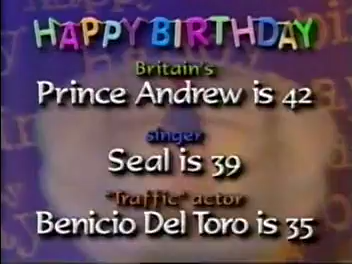 HAPPY BIRTHDAY
Britain's
Prince Andrew is 42
singer
Seal is 39
"Traffic" actor
Benicio Del Toro is 35